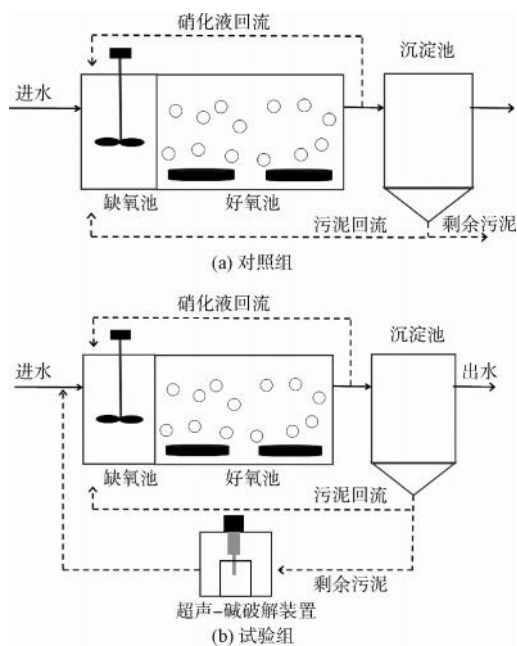 硝化液回流
沉淀池
进水
缺氧池
好氧池
污泥回流
剩余污泥
(a) 对照组
硝化液回流
沉淀池
进水
出水
缺氧池
好氧池
污泥回流
剩余污泥
超声-碱破解装置
(b) 试验组